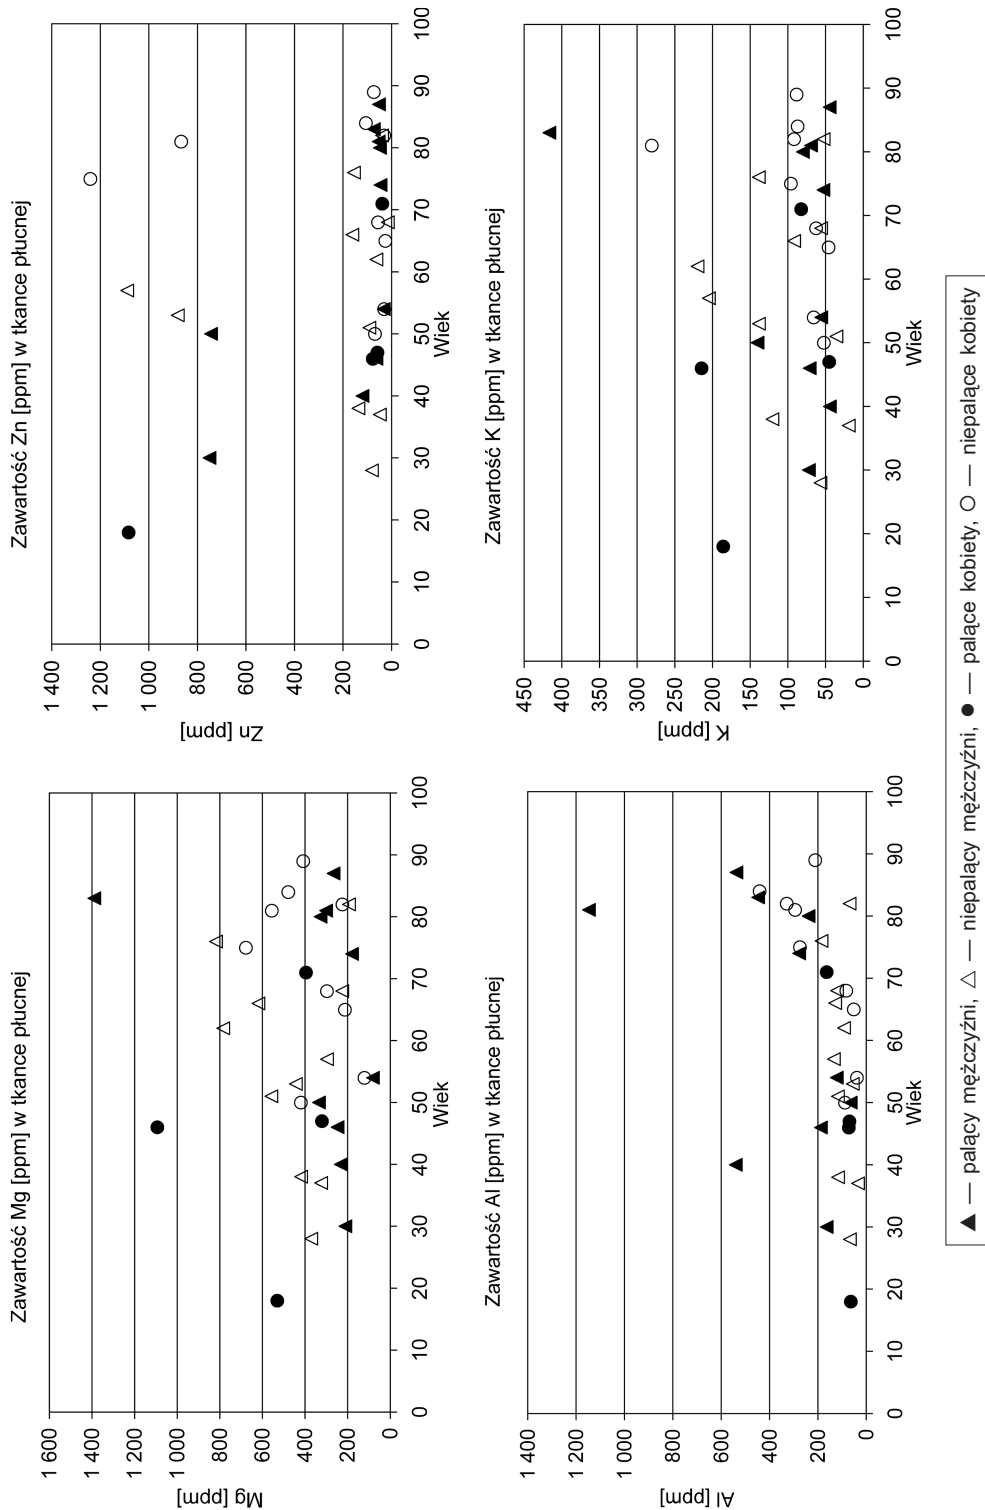 Zawartość Mg [ppm] w tkance płucnej
Mg [ppm]
1 600
1 400
1 200
1 000
800
600
400
200
0
0 10 20 30 40 50 60 70 80 90 100
Wiek
Zawartość Zn [ppm] w tkance płucnej
Zn [ppm]
1 400
1 200
1 000
800
600
400
200
0
0 10 20 30 40 50 60 70 80 90 100
Wiek
Zawartość Al [ppm] w tkance płucnej
Al [ppm]
1 400
1 200
1 000
800
600
400
200
0
0 10 20 30 40 50 60 70 80 90 100
Wiek
Zawartość K [ppm] w tkance płucnej
K [ppm]
450
400
350
300
250
200
150
100
50
0
0 10 20 30 40 50 60 70 80 90 100
Wiek
▲ — palący mężczyźni, △ — niepalący mężczyźni, ● — palące kobiety, ○ — niepalące kobiety